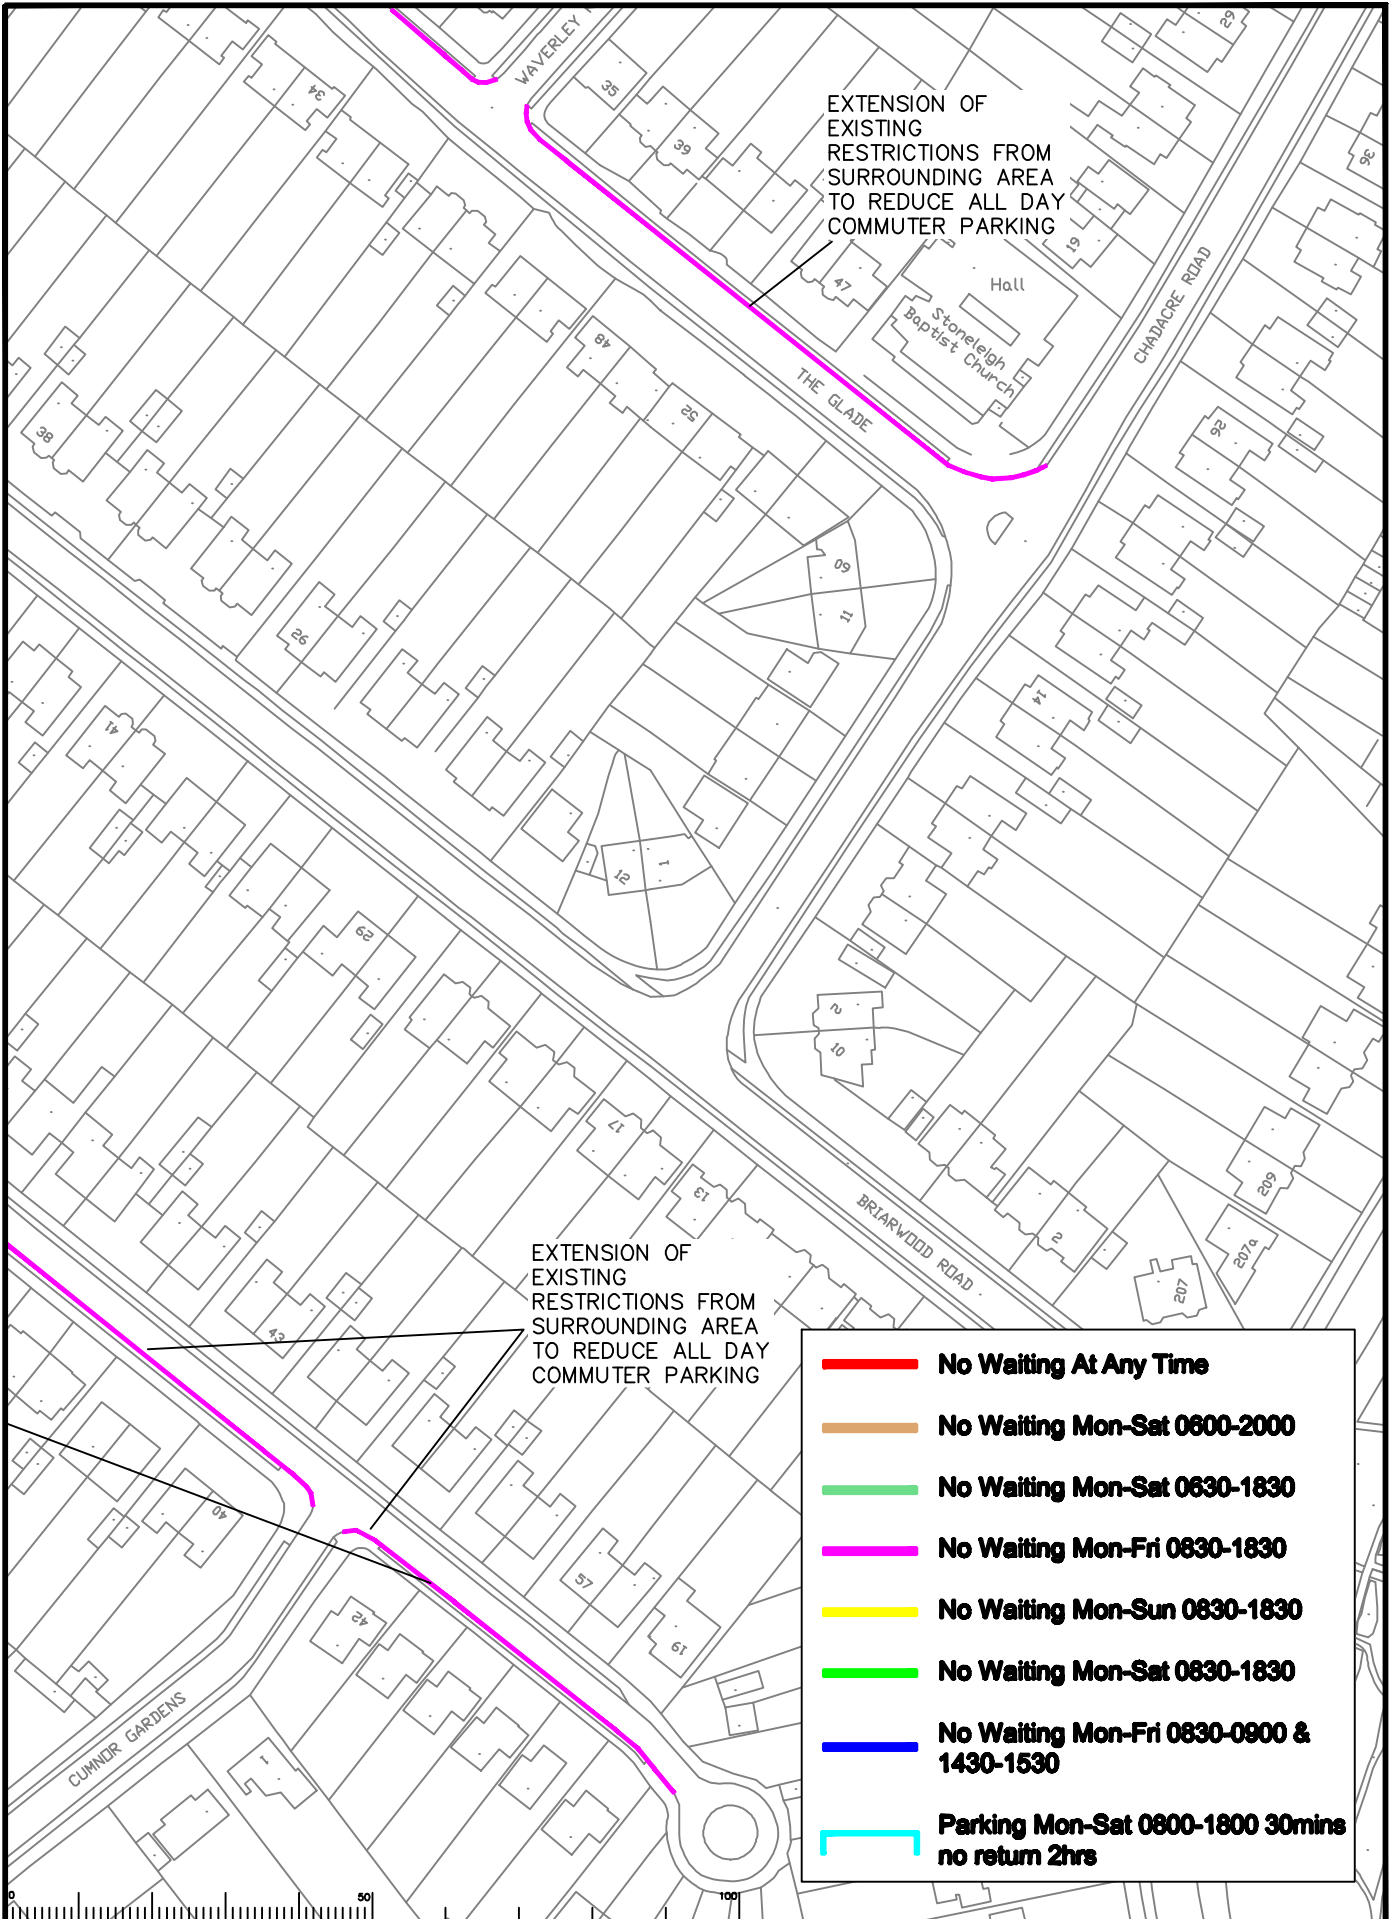 WAVERLEY
29
34
35
39
36
EXTENSION OF
EXISTING
RESTRICTIONS FROM
SURROUNDING AREA
TO REDUCE ALL DAY
COMMUTER PARKING
19
47
Hall
Stoneleigh
Baptist Church
CHADACRE ROAD
48
THE GLADE
52
38
26
60
11
26
14
41
12
1
29
2
10
17
13
BRIARWOOD ROAD
2
209
207a
207
EXTENSION OF
EXISTING
RESTRICTIONS FROM
SURROUNDING AREA
TO REDUCE ALL DAY
COMMUTER PARKING
43
40
57
42
61
CUMNOR GARDENS
1
No Waiting At Any Time
No Waiting Mon-Sat 0600-2000
No Waiting Mon-Sat 0630-1830
No Waiting Mon-Fri 0830-1830
No Waiting Mon-Sun 0830-1830
No Waiting Mon-Sat 0830-1830
No Waiting Mon-Fri 0830-0900 &
1430-1530
Parking Mon-Sat 0800-1800 30mins
no return 2hrs
0
50
100